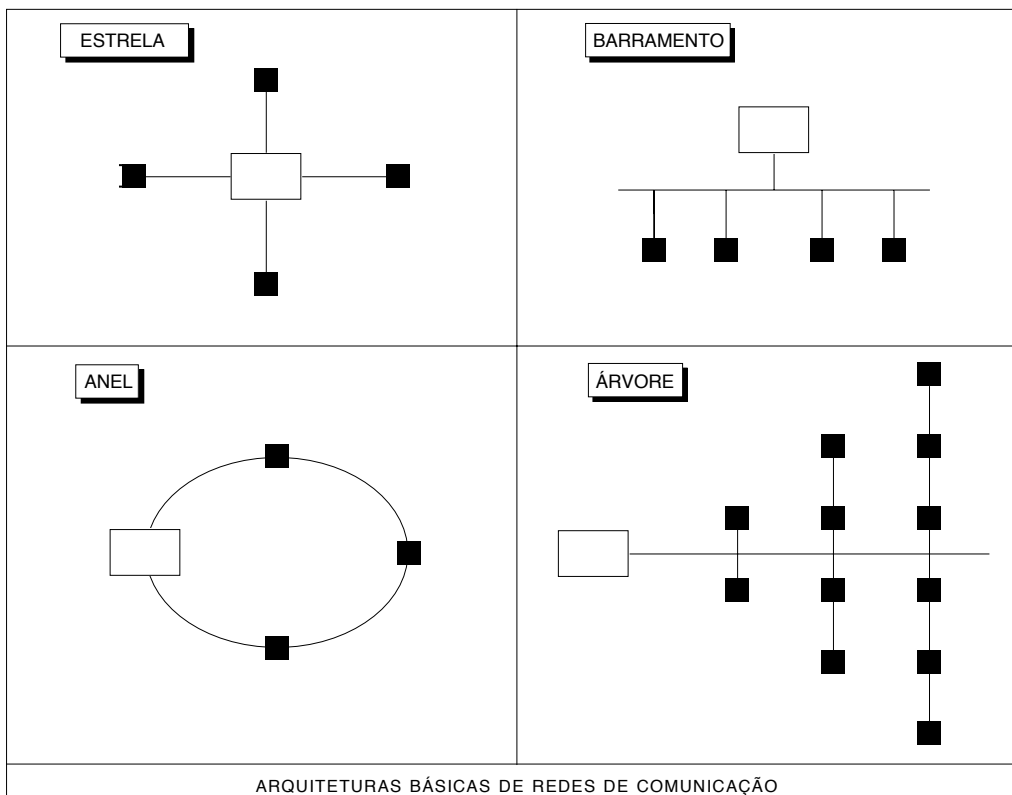 ESTRELA
BARRAMENTO
ANEL
ÁRVORE
ARQUITETURAS BÁSICAS DE REDES DE COMUNICAÇÃO